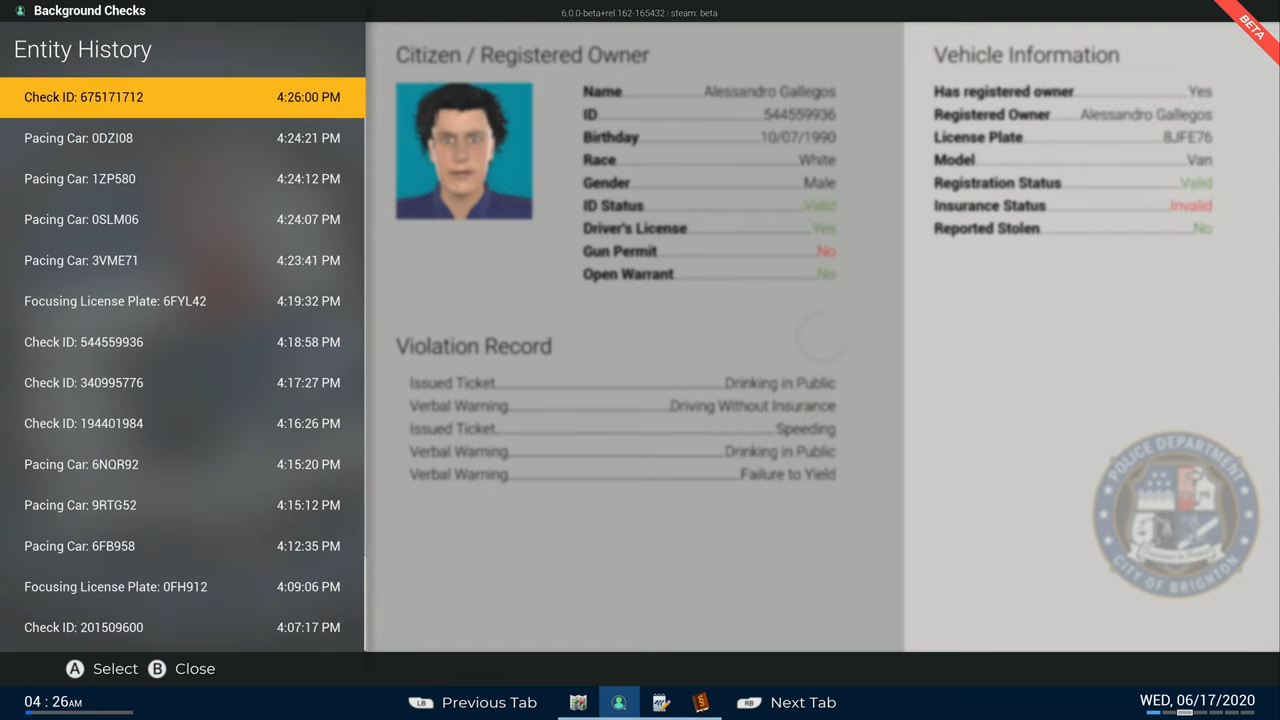 Background Checks
6.0.0-beta+rel.162-165432 | steam: beta
BETA
Entity History
Check ID: 675171712 4:26:00 PM
Pacing Car: 0DZI08 4:24:21 PM
Pacing Car: 1ZP580 4:24:12 PM
Pacing Car: 0SLM06 4:24:07 PM
Pacing Car: 3VME71 4:23:41 PM
Focusing License Plate: 6FYL42 4:19:32 PM
Check ID: 544559936 4:18:58 PM
Check ID: 340995776 4:17:27 PM
Check ID: 194401984 4:16:26 PM
Pacing Car: 6NQR92 4:15:20 PM
Pacing Car: 9RTG52 4:15:12 PM
Pacing Car: 6FB958 4:12:35 PM
Focusing License Plate: 0FH912 4:09:06 PM
Check ID: 201509600 4:07:17 PM
Citizen / Registered Owner
Name Alessandro Gallegos
ID 544559936
Birthday 10/07/1990
Race White
Gender Male
ID Status Valid
Driver's License Yes
Gun Permit No
Open Warrant No
Violation Record
Issued Ticket Drinking in Public
Verbal Warning Driving Without Insurance
Issued Ticket Speeding
Verbal Warning Drinking in Public
Verbal Warning Failure to Yield
Vehicle Information
Has registered owner Yes
Registered Owner Alessandro Gallegos
License Plate 8JFE76
Model Van
Registration Status Valid
Insurance Status Invalid
Reported Stolen No
POLICE DEPARTMENT
CITY OF BRIGHTON
A Select B Close
04 : 26AM
LB Previous Tab
RB Next Tab
WED, 06/17/2020